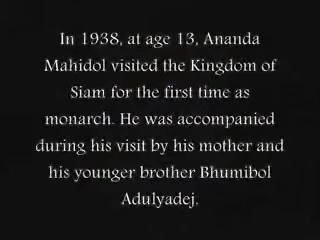 In 1938, at age 13, Ananda
Mahidol visited the Kingdom of
Siam for the first time as
monarch. He was accompanied
during his visit by his mother and
his younger brother Bhumibol
Adulyadej.